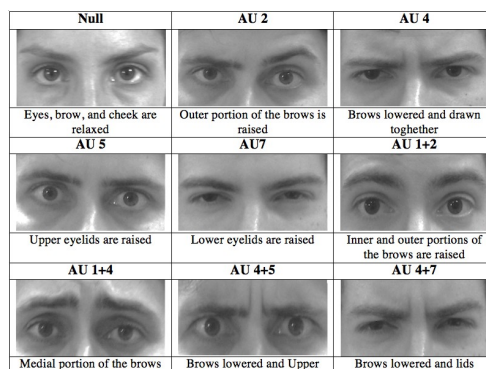 Null AU 2 AU 4
Eyes, brow, and cheek are
relaxed
Outer portion of the brows is
raised
Brows lowered and drawn
toghether
AU 5 AU7 AU 1+2
Upper eyelids are raised
Lower eyelids are raised
Inner and outer portions of
the brows are raised
AU 1+4 AU 4+5 AU 4+7
Medial portion of the brows
Brows lowered and Upper
Brows lowered and lids